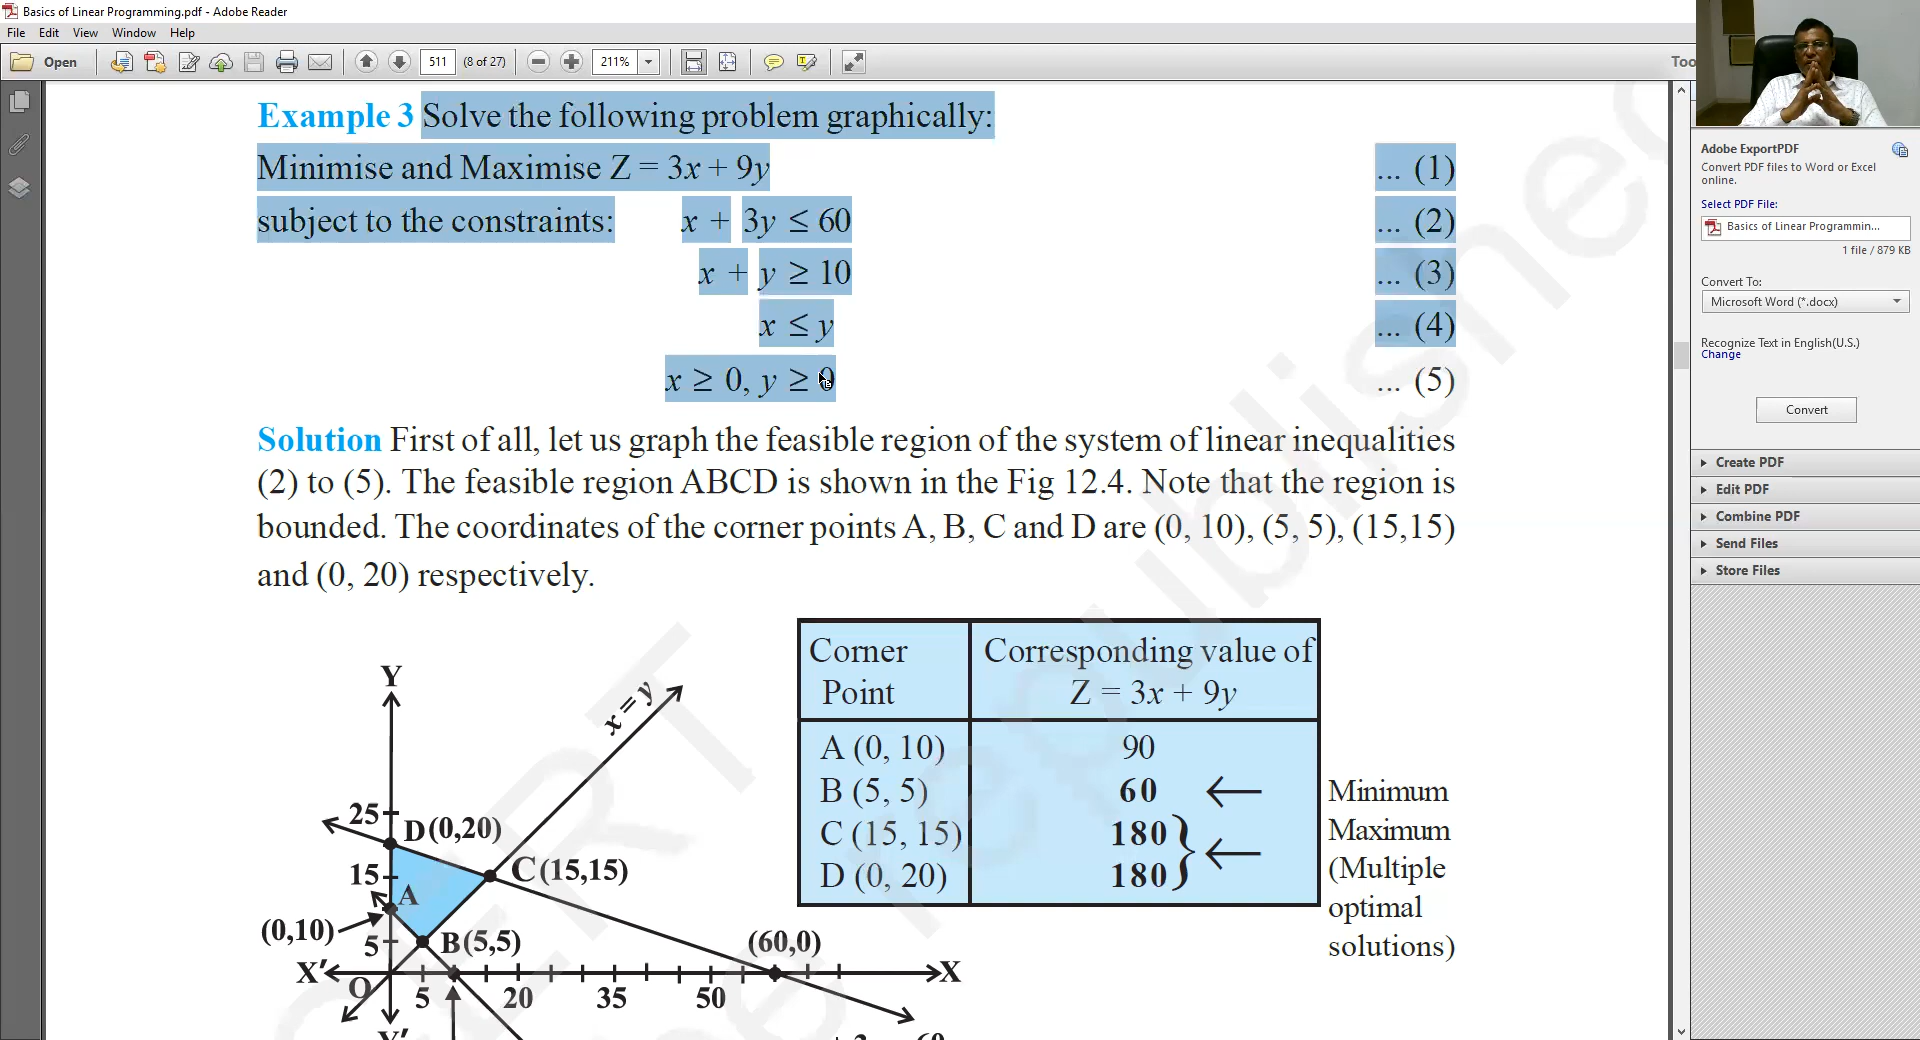 Basics of Linear Programming.pdf - Adobe Reader
File Edit View Window Help
Open 511 (8 of 27) 211% Too
Example 3 Solve the following problem graphically:
Minimise and Maximise Z = 3x + 9y ... (1)
subject to the constraints: x + 3y ≤ 60 ... (2)
x + y ≥ 10 ... (3)
x ≤ y ... (4)
x ≥ 0, y ≥ 0 ... (5)
Solution First of all, let us graph the feasible region of the system of linear inequalities
(2) to (5). The feasible region ABCD is shown in the Fig 12.4. Note that the region is
bounded. The coordinates of the corner points A, B, C and D are (0, 10), (5, 5), (15,15)
and (0, 20) respectively.
Y
x = y
25
D (0,20)
15
C (15,15)
A
(0,10)
5
B (5,5)
(60,0)
X′
O
X
5 20 35 50
Y′
Corner Point
Corresponding value of Z = 3x + 9y
A (0, 10) 90
B (5, 5) 60 ← Minimum
C (15, 15) 180 } ← Maximum
D (0, 20) 180
(Multiple
optimal
solutions)
Adobe ExportPDF
Convert PDF files to Word or Excel
online.
Select PDF File:
Basics of Linear Programmin...
1 file / 879 KB
Convert To:
Microsoft Word (*.docx)
Recognize Text in English(U.S.)
Change
Convert
Create PDF
Edit PDF
Combine PDF
Send Files
Store Files